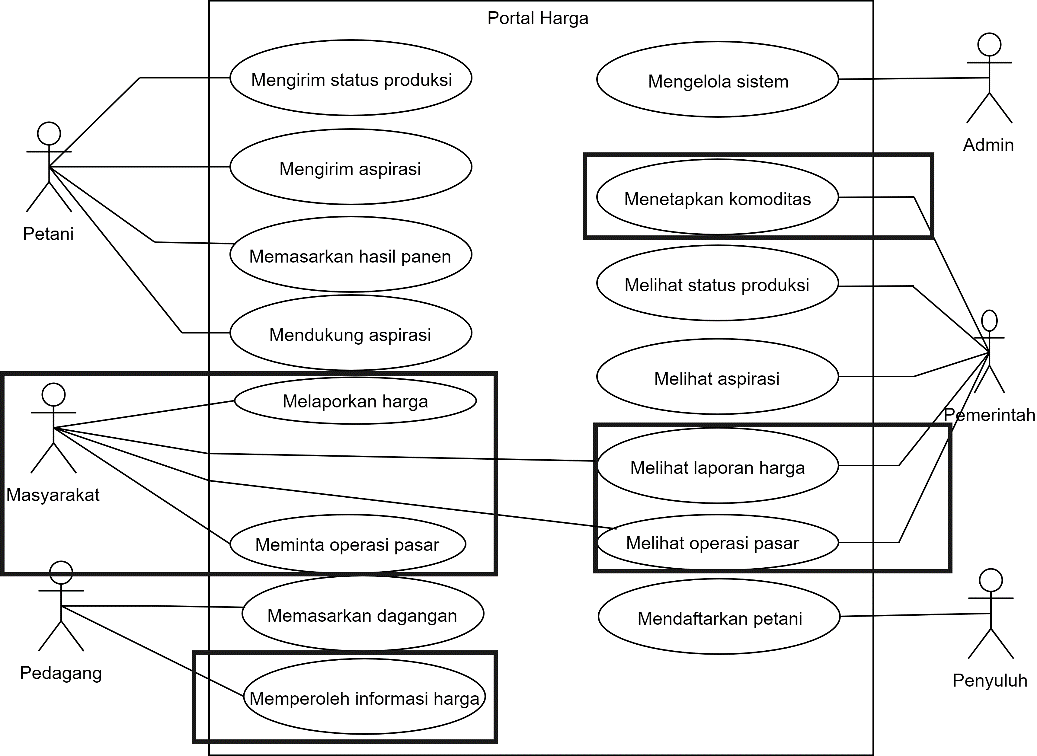 Portal Harga
Mengirim status produksi
Mengelola sistem
Admin
Mengirim aspirasi
Menetapkan komoditas
Petani
Memasarkan hasil panen
Melihat status produksi
Mendukung aspirasi
Melihat aspirasi
Pemerintah
Melaporkan harga
Melihat laporan harga
Masyarakat
Meminta operasi pasar
Melihat operasi pasar
Memasarkan dagangan
Mendaftarkan petani
Pedagang
Penyuluh
Memperoleh informasi harga